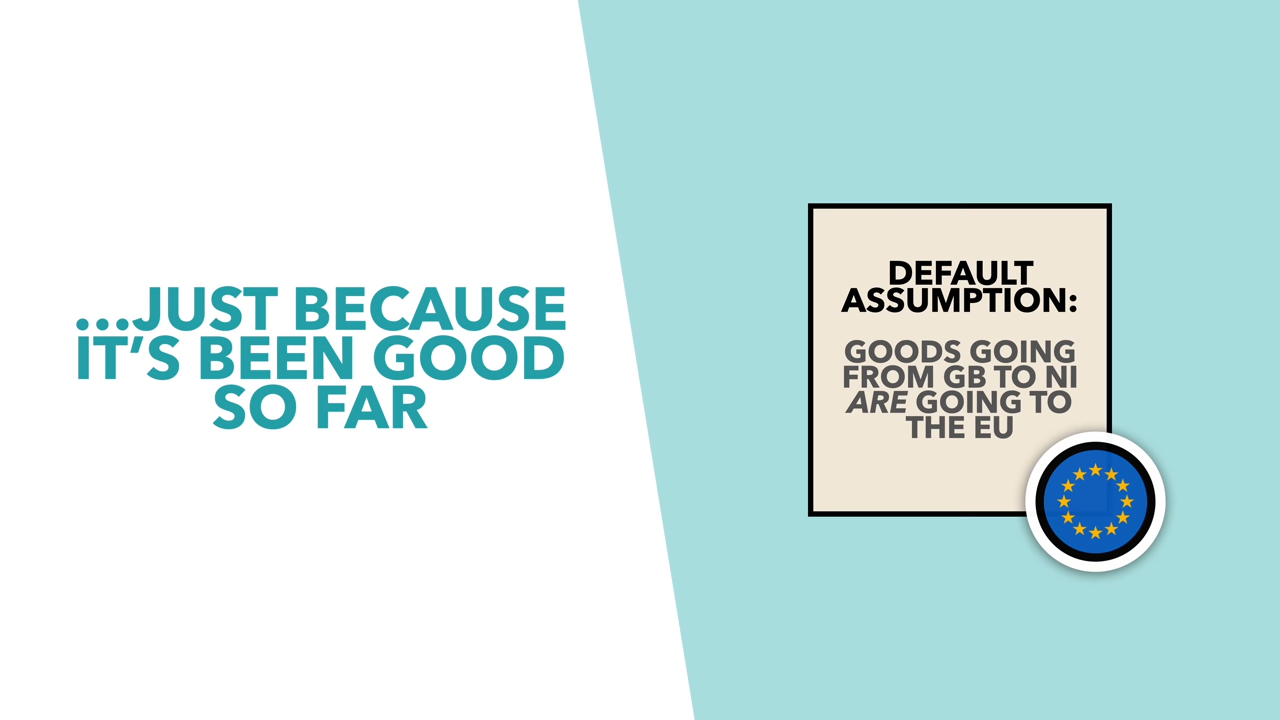 ...JUST BECAUSE
IT’S BEEN GOOD
SO FAR
DEFAULT
ASSUMPTION:
GOODS GOING
FROM GB TO NI
ARE GOING TO
THE EU